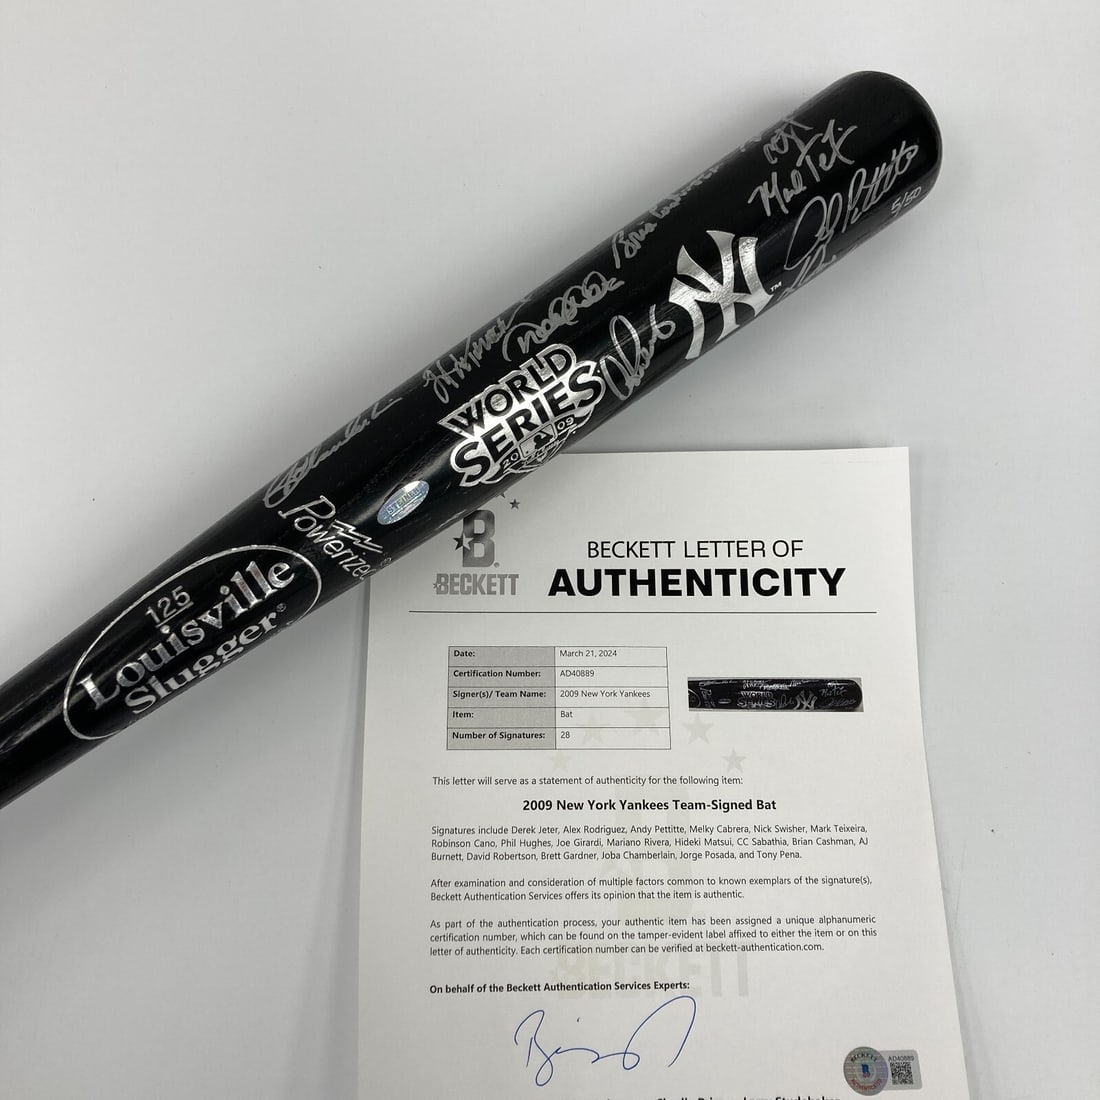 Mark Tei
5/50
TM
NY
WORLD
SERIES
2009
STEINER
Powerized
125
Louisville
Slugger®
B
BECKETT
BECKETT LETTER OF
AUTHENTICITY
Date: March 21, 2024
Certification Number: AD40889
Signer(s)/ Team Name: 2009 New York Yankees
Item: Bat
Number of Signatures: 28
This letter will serve as a statement of authenticity for the following item:
2009 New York Yankees Team-Signed Bat
Signatures include Derek Jeter, Alex Rodriguez, Andy Pettitte, Melky Cabrera, Nick Swisher, Mark Teixeira,
Robinson Cano, Phil Hughes, Joe Girardi, Mariano Rivera, Hideki Matsui, CC Sabathia, Brian Cashman, AJ
Burnett, David Robertson, Brett Gardner, Joba Chamberlain, Jorge Posada, and Tony Pena.
After examination and consideration of multiple factors common to known exemplars of the signature(s),
Beckett Authentication Services offers its opinion that the item is authentic.
As part of the authentication process, your authentic item has been assigned a unique alphanumeric
certification number, which can be found on the tamper-evident label affixed to either the item or on this
letter of authenticity. Each certification number can be verified at beckett-authentication.com.
BECKETT
On behalf of the Beckett Authentication Services Experts:
BECKETT
B
AUTHENTICATED
AD40889